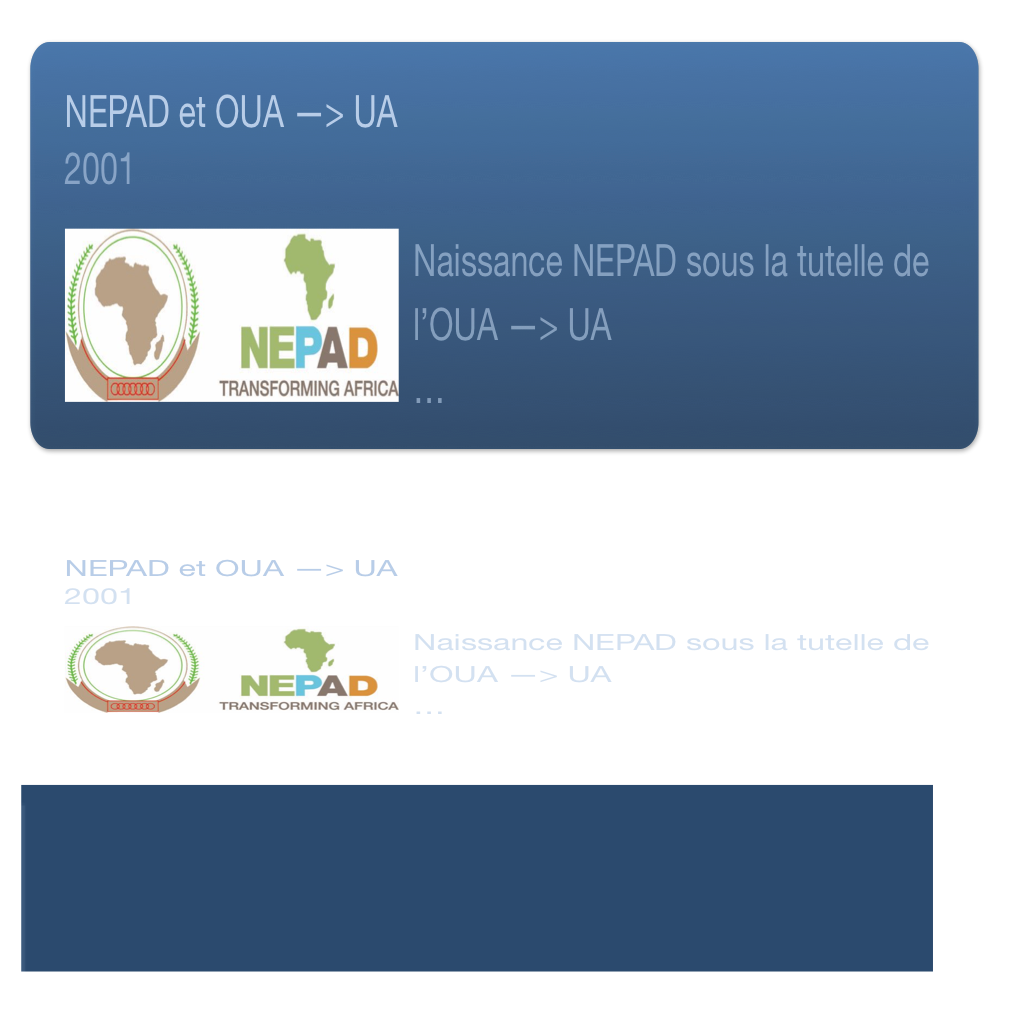 NEPAD et OUA —> UA
2001
NEPAD
TRANSFORMING AFRICA
Naissance NEPAD sous la tutelle de
l’OUA —> UA
...
NEPAD et OUA —> UA
2001
NEPAD
TRANSFORMING AFRICA
Naissance NEPAD sous la tutelle de
l’OUA —> UA
...